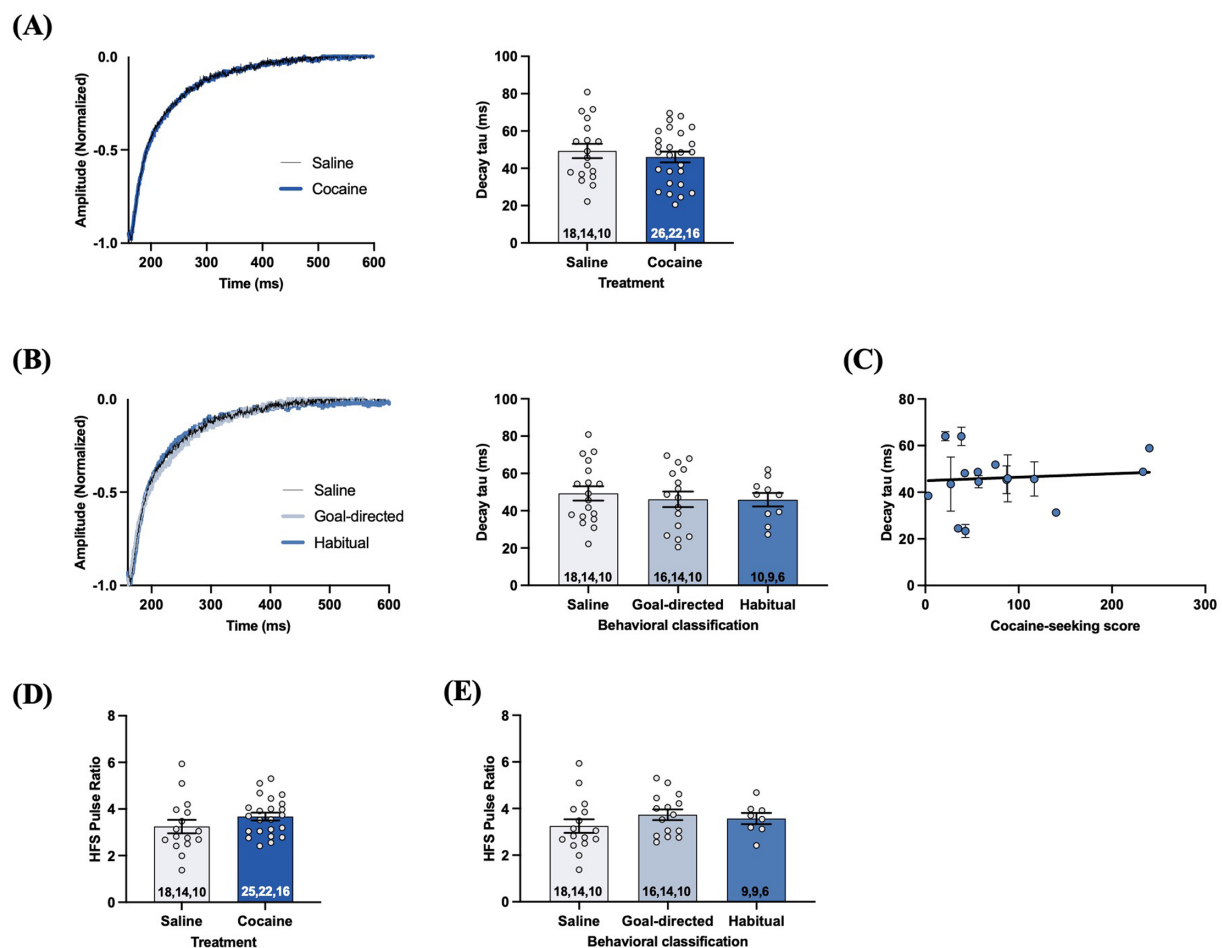 (A)
0.0
-0.5
-1.0
Amplitude (Normalized)
Saline
Cocaine
200 300 400 500 600
Time (ms)
100
80
60
40
20
0
Decay tau (ms)
18,14,10 26,22,16
Saline Cocaine
Treatment
(B)
0.0
-0.5
-1.0
Amplitude (Normalized)
Saline
Goal-directed
Habitual
200 300 400 500 600
Time (ms)
100
80
60
40
20
0
Decay tau (ms)
18,14,10 16,14,10 10,9,6
Saline Goal-directed Habitual
Behavioral classification
(C)
80
60
40
20
0
Decay tau (ms)
0 100 200 300
Cocaine-seeking score
(D)
8
6
4
2
0
HFS Pulse Ratio
18,14,10 25,22,16
Saline Cocaine
Treatment
(E)
8
6
4
2
0
HFS Pulse Ratio
18,14,10 16,14,10 9,9,6
Saline Goal-directed Habitual
Behavioral classification